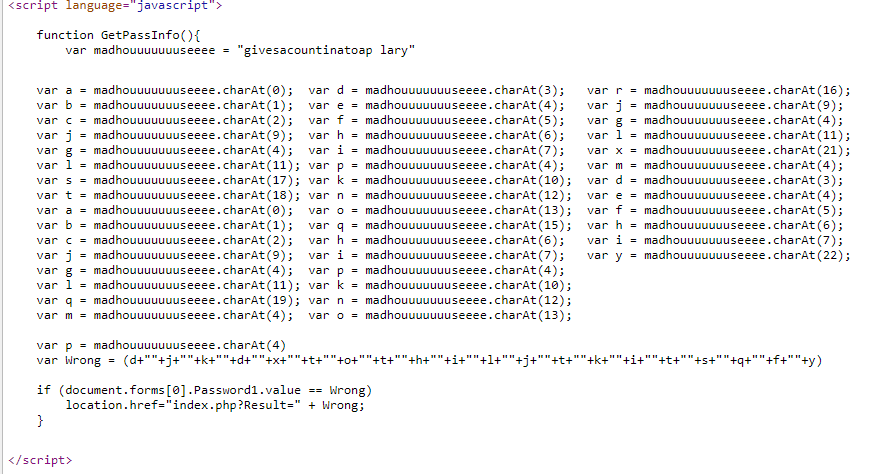 <script language="javascript">
function GetPassInfo(){
var madhouuuuuuuseeee = "givesacountinatoap lary"
var a = madhouuuuuuuseeee.charAt(0); var d = madhouuuuuuuseeee.charAt(3); var r = madhouuuuuuuseeee.charAt(16);
var b = madhouuuuuuuseeee.charAt(1); var e = madhouuuuuuuseeee.charAt(4); var j = madhouuuuuuuseeee.charAt(9);
var c = madhouuuuuuuseeee.charAt(2); var f = madhouuuuuuuseeee.charAt(5); var g = madhouuuuuuuseeee.charAt(4);
var j = madhouuuuuuuseeee.charAt(9); var h = madhouuuuuuuseeee.charAt(6); var l = madhouuuuuuuseeee.charAt(11);
var g = madhouuuuuuuseeee.charAt(4); var i = madhouuuuuuuseeee.charAt(7); var x = madhouuuuuuuseeee.charAt(21);
var l = madhouuuuuuuseeee.charAt(11); var p = madhouuuuuuuseeee.charAt(4); var m = madhouuuuuuuseeee.charAt(4);
var s = madhouuuuuuuseeee.charAt(17); var k = madhouuuuuuuseeee.charAt(10); var d = madhouuuuuuuseeee.charAt(3);
var t = madhouuuuuuuseeee.charAt(18); var n = madhouuuuuuuseeee.charAt(12); var e = madhouuuuuuuseeee.charAt(4);
var a = madhouuuuuuuseeee.charAt(0); var o = madhouuuuuuuseeee.charAt(13); var f = madhouuuuuuuseeee.charAt(5);
var b = madhouuuuuuuseeee.charAt(1); var q = madhouuuuuuuseeee.charAt(15); var h = madhouuuuuuuseeee.charAt(6);
var c = madhouuuuuuuseeee.charAt(2); var h = madhouuuuuuuseeee.charAt(6); var i = madhouuuuuuuseeee.charAt(7);
var j = madhouuuuuuuseeee.charAt(9); var i = madhouuuuuuuseeee.charAt(7); var y = madhouuuuuuuseeee.charAt(22);
var g = madhouuuuuuuseeee.charAt(4); var p = madhouuuuuuuseeee.charAt(4);
var l = madhouuuuuuuseeee.charAt(11); var k = madhouuuuuuuseeee.charAt(10);
var q = madhouuuuuuuseeee.charAt(19); var n = madhouuuuuuuseeee.charAt(12);
var m = madhouuuuuuuseeee.charAt(4); var o = madhouuuuuuuseeee.charAt(13);
var p = madhouuuuuuuseeee.charAt(4)
var Wrong = (d+""+j+""+k+""+d+""+x+""+t+""+o+""+t+""+h+""+i+""+l+""+j+""+t+""+k+""+i+""+t+""+s+""+q+""+f+""+y)
if (document.forms[0].Password1.value == Wrong)
location.href="index.php?Result=" + Wrong;
}
</script>